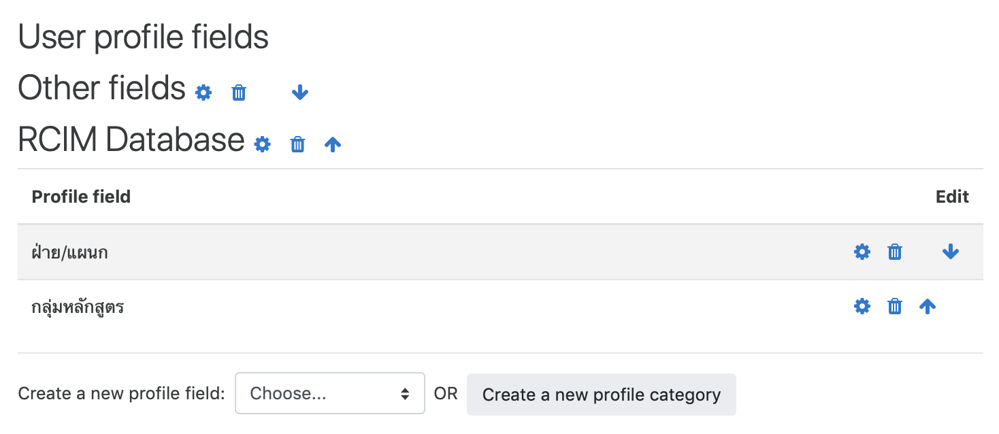 User profile fields
Other fields
RCIM Database
Profile field Edit
ฝ่าย/แผนก
กลุ่มหลักสูตร
Create a new profile field: Choose... OR Create a new profile category